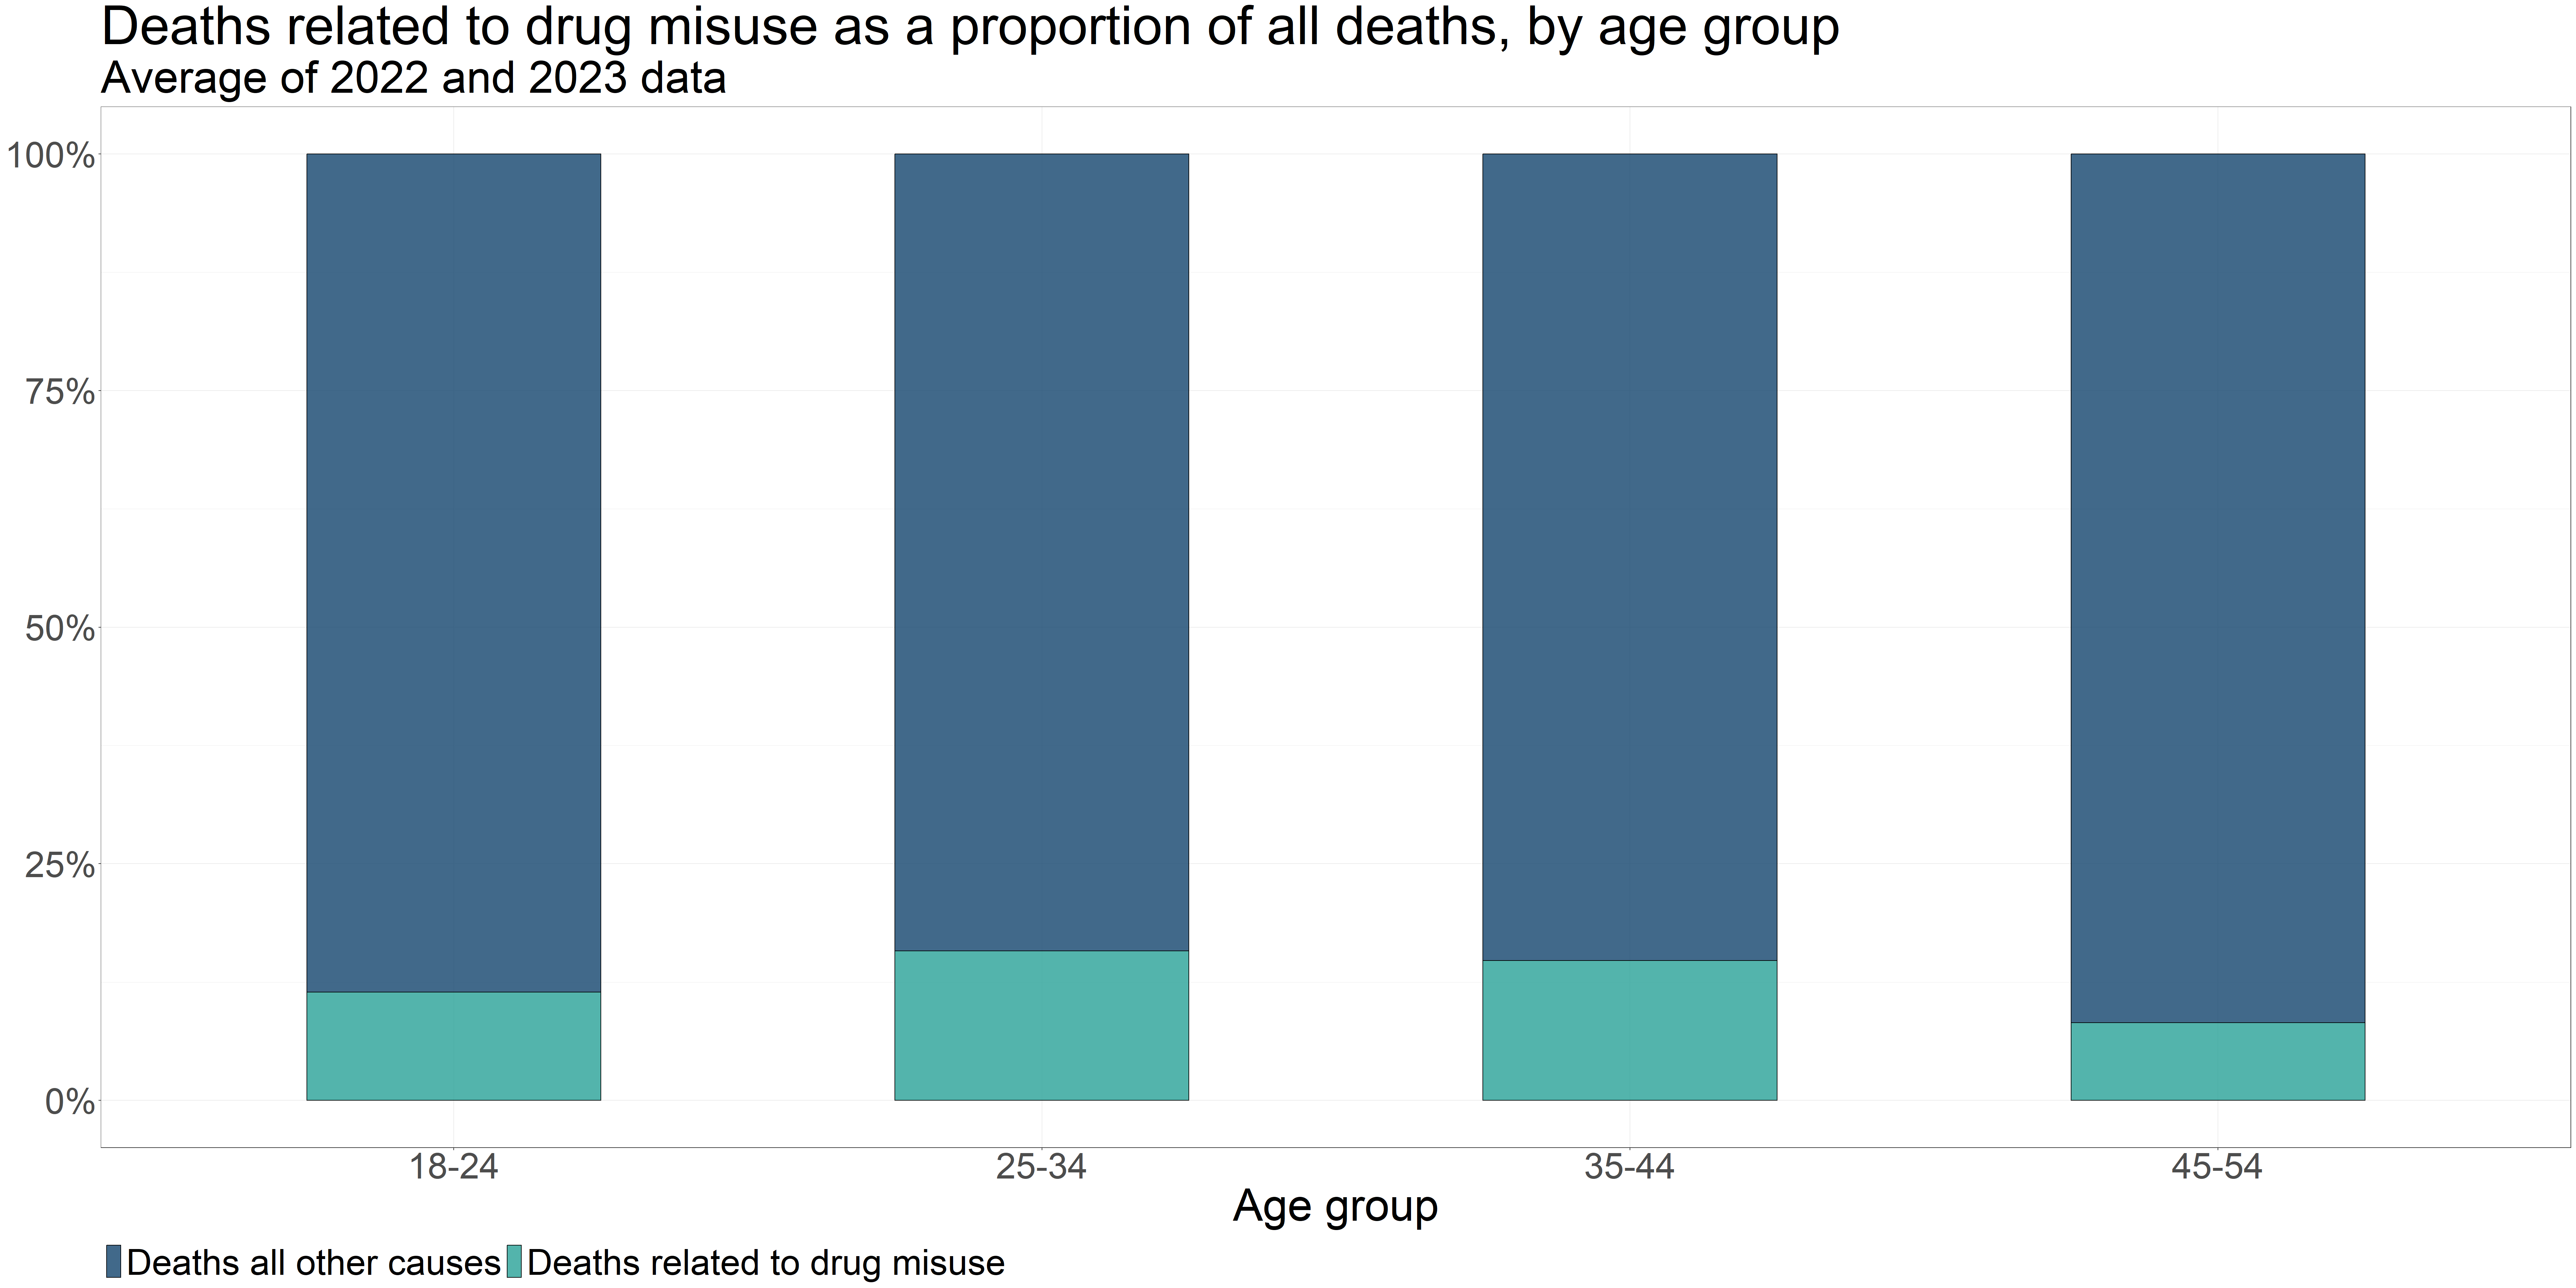 Deaths related to drug misuse as a proportion of all deaths, by age group
Average of 2022 and 2023 data
100%
75%
50%
25%
0%
18-24 25-34 35-44 45-54
Age group
Deaths all other causes Deaths related to drug misuse